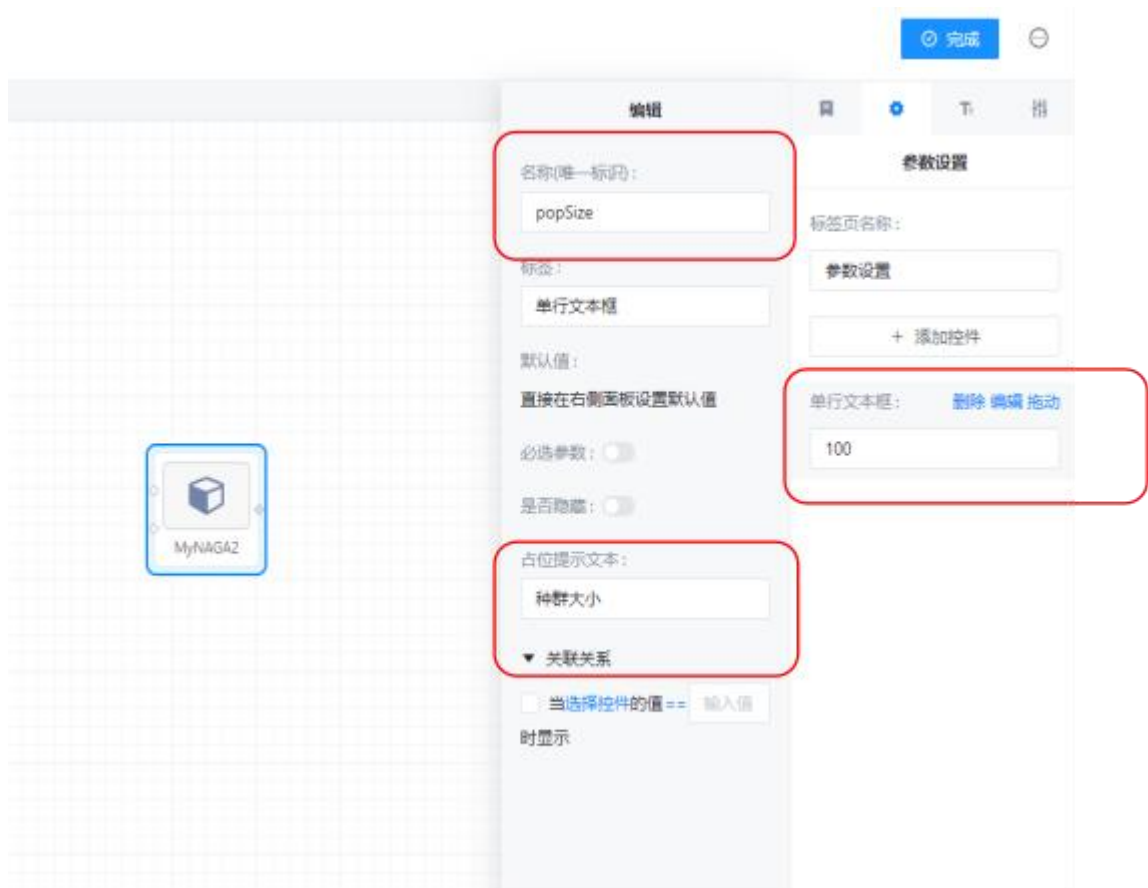 完成
编辑
名称(唯一标识):
popSize
标签:
单行文本框
默认值:
直接在右侧面板设置默认值
必选参数:
是否隐藏:
占位提示文本:
种群大小
▼ 关联关系
当选择控件的值== 输入值
时显示
参数设置
标签页名称:
参数设置
+ 添加控件
单行文本框: 删除 编辑 拖动
100
MyNAGA2